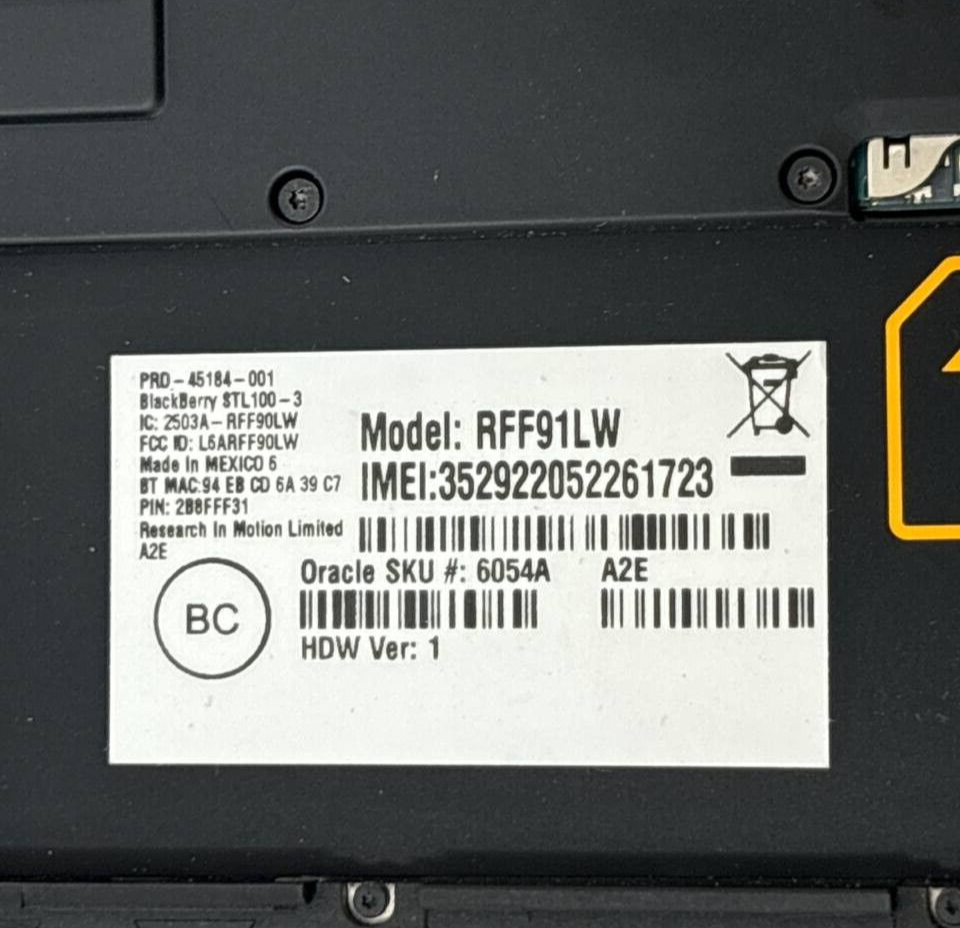 PRD-45184-001
BlackBerry STL100-3
IC: 2503A-RFF90LW
FCC ID: L6ARFF90LW
Made In MEXICO 6
BT MAC:94 EB CD 6A 39 C7
PIN: 2B8FFF31
Research In Motion Limited
A2E
Model: RFF91LW
IMEI:352922052261723
Oracle SKU #: 6054A A2E
BC
HDW Ver: 1